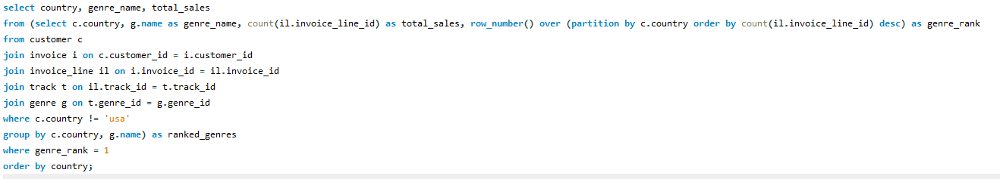 select country, genre_name, total_sales
from (select c.country, g.name as genre_name, count(il.invoice_line_id) as total_sales, row_number() over (partition by c.country order by count(il.invoice_line_id) desc) as genre_rank
from customer c
join invoice i on c.customer_id = i.customer_id
join invoice_line il on i.invoice_id = il.invoice_id
join track t on il.track_id = t.track_id
join genre g on t.genre_id = g.genre_id
where c.country != 'usa'
group by c.country, g.name) as ranked_genres
where genre_rank = 1
order by country;